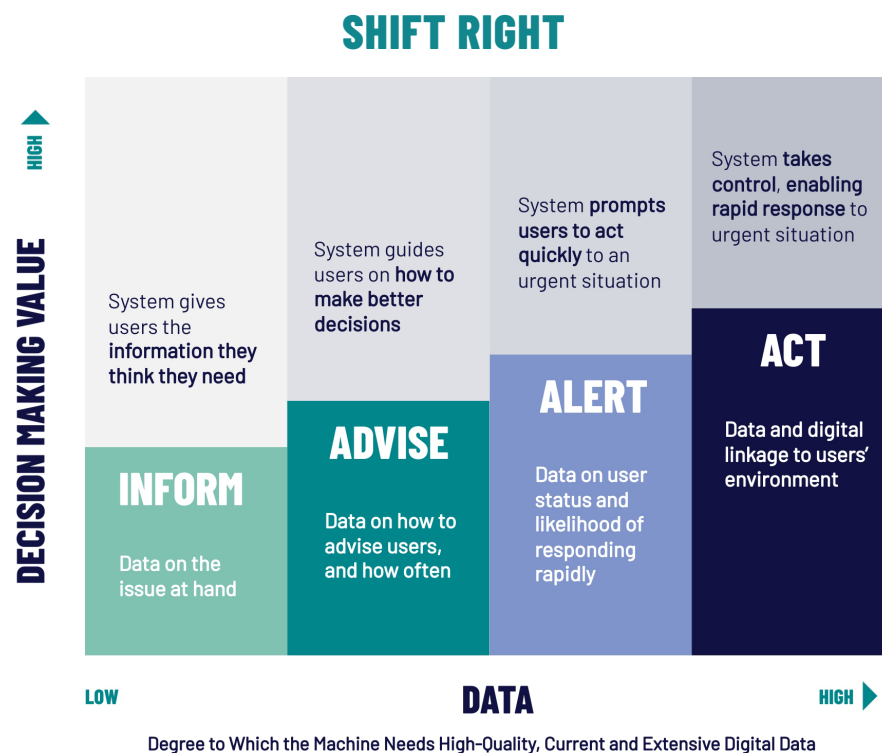 SHIFT RIGHT
HIGH
DECISION MAKING VALUE
System gives
users the
information they
think they need
INFORM
Data on the
issue at hand
System guides
users on how to
make better
decisions
ADVISE
Data on how to
advise users,
and how often
System prompts
users to act
quickly to an
urgent situation
ALERT
Data on user
status and
likelihood of
responding
rapidly
System takes
control, enabling
rapid response to
urgent situation
ACT
Data and digital
linkage to users’
environment
LOW
DATA
HIGH
Degree to Which the Machine Needs High-Quality, Current and Extensive Digital Data